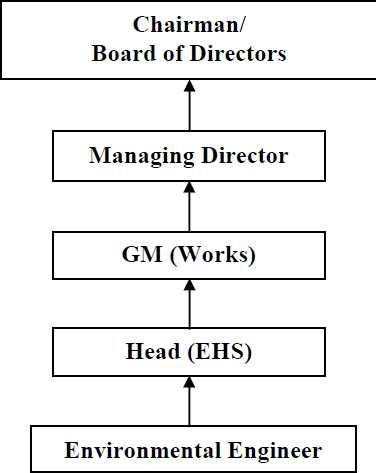 Chairman/
Board of Directors
Managing Director
GM (Works)
Head (EHS)
Environmental Engineer